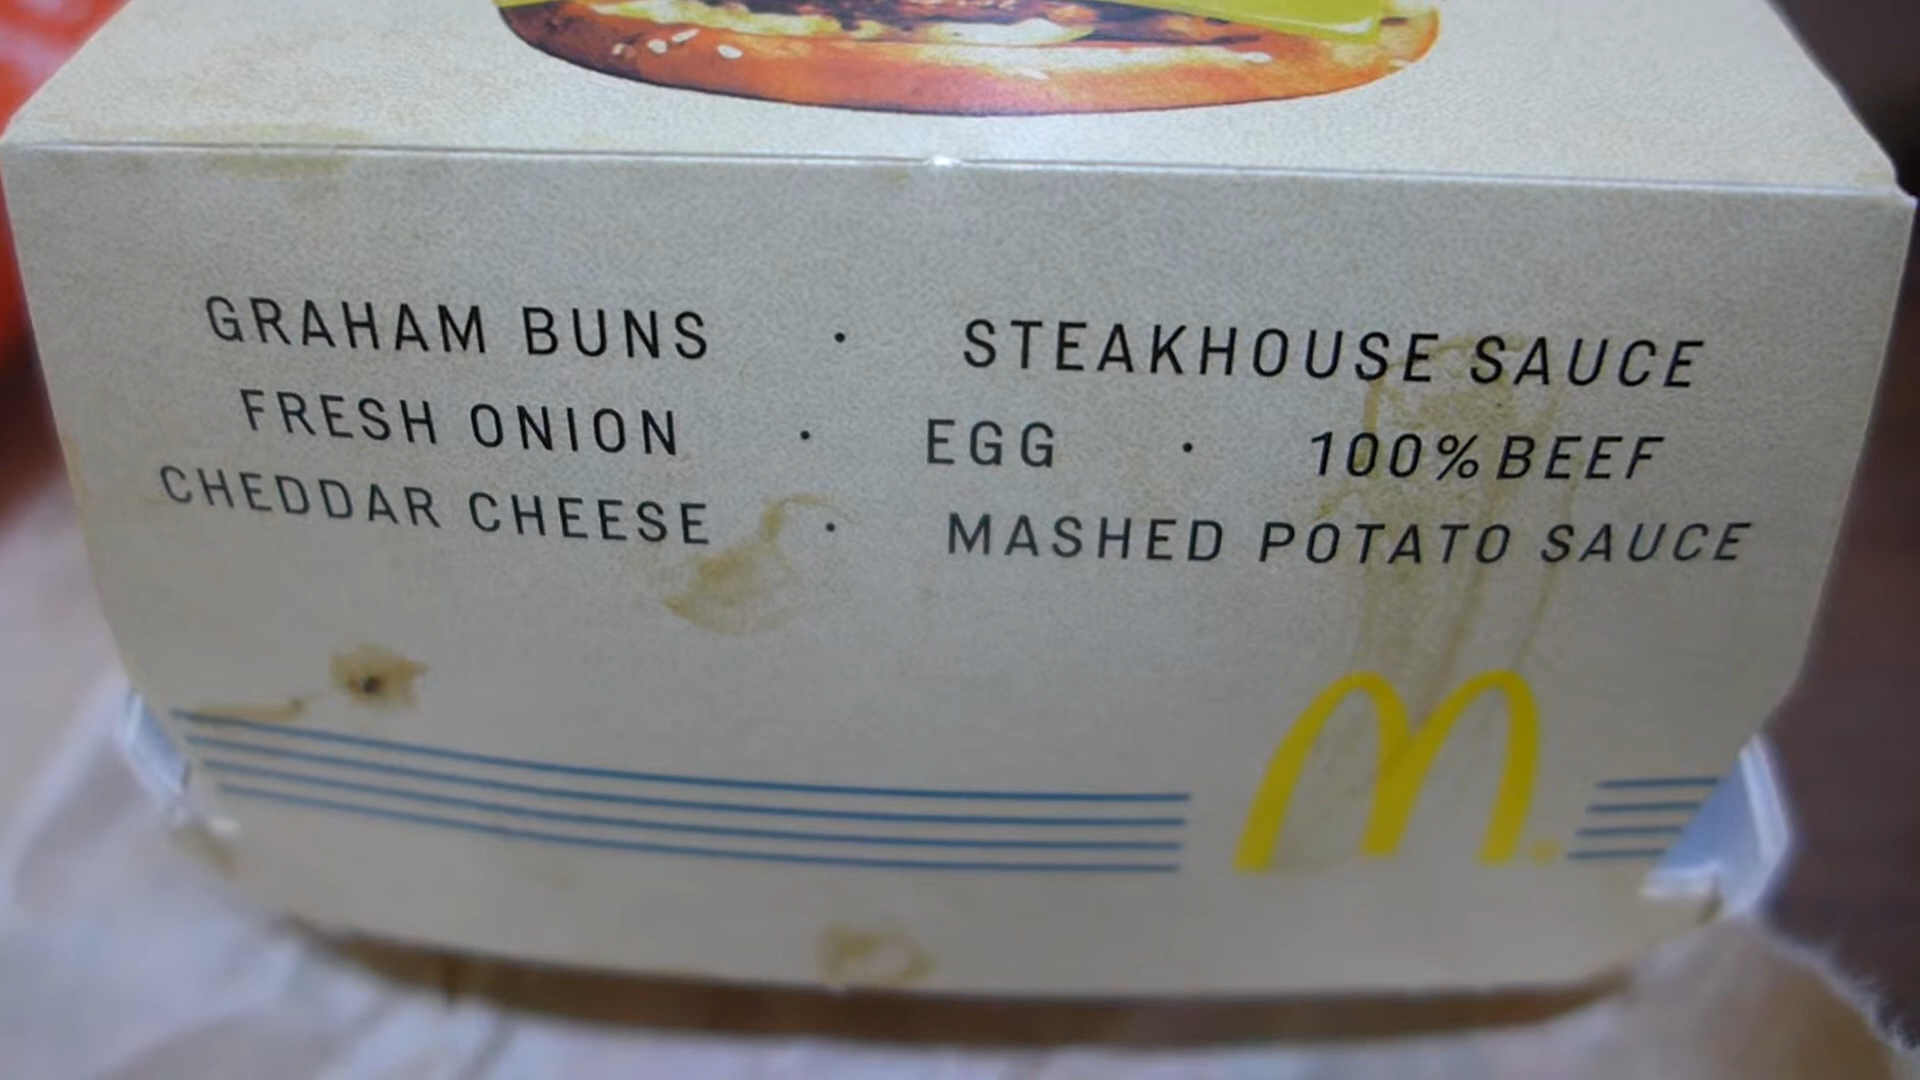 GRAHAM BUNS · STEAKHOUSE SAUCE
FRESH ONION · EGG · 100% BEEF
CHEDDAR CHEESE · MASHED POTATO SAUCE
M